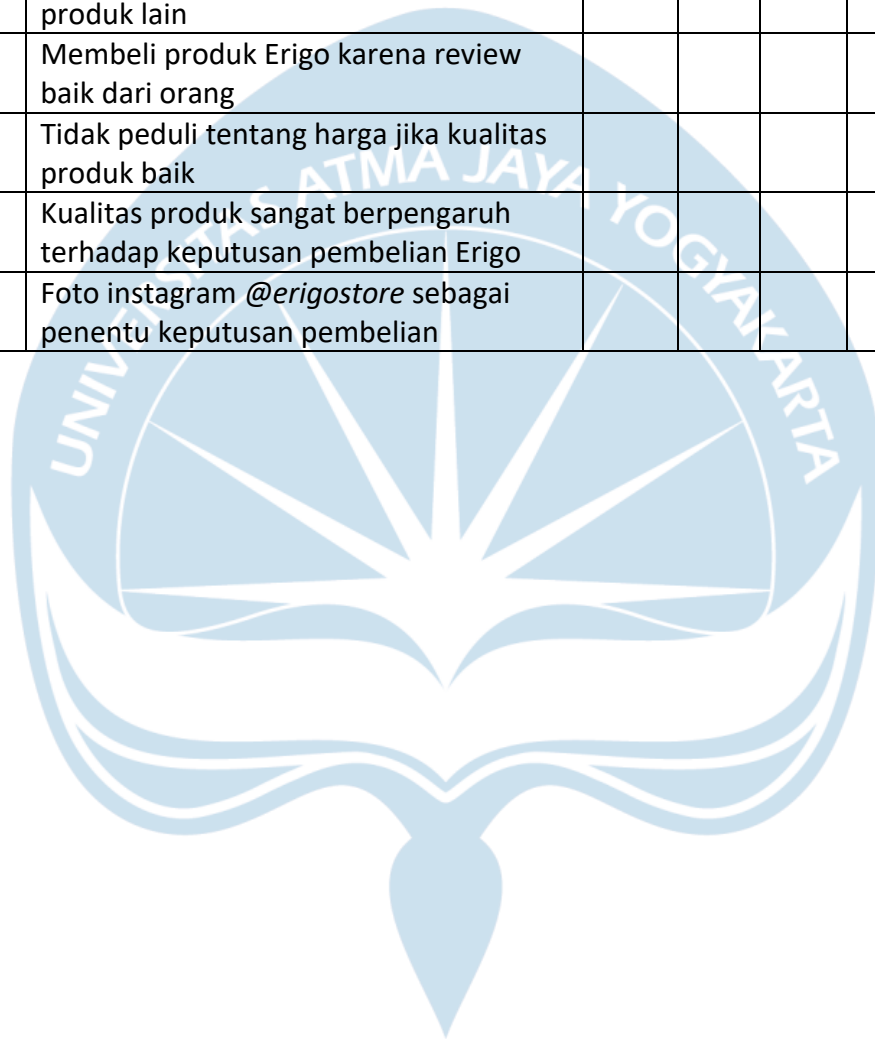 produk lain
Membeli produk Erigo karena review
baik dari orang
Tidak peduli tentang harga jika kualitas
produk baik
Kualitas produk sangat berpengaruh
terhadap keputusan pembelian Erigo
Foto instagram @erigostore sebagai
penentu keputusan pembelian
UNIVERSITAS ATMA JAYA YOGYAKARTA